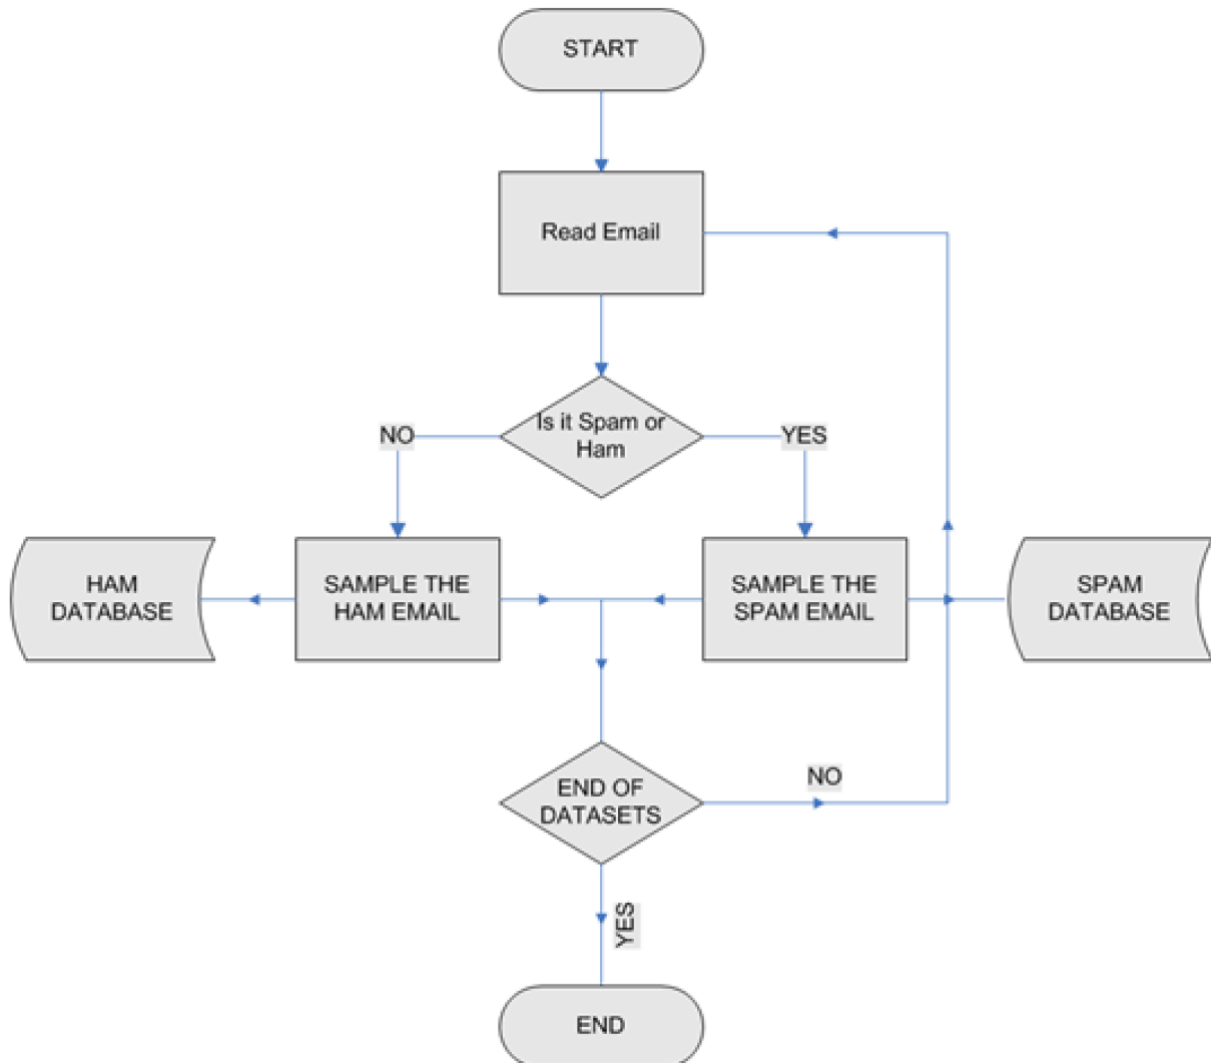 START
Read Email
Is it Spam or
Ham
NO
YES
HAM
DATABASE
SAMPLE THE
HAM EMAIL
SAMPLE THE
SPAM EMAIL
SPAM
DATABASE
END OF
DATASETS
NO
YES
END